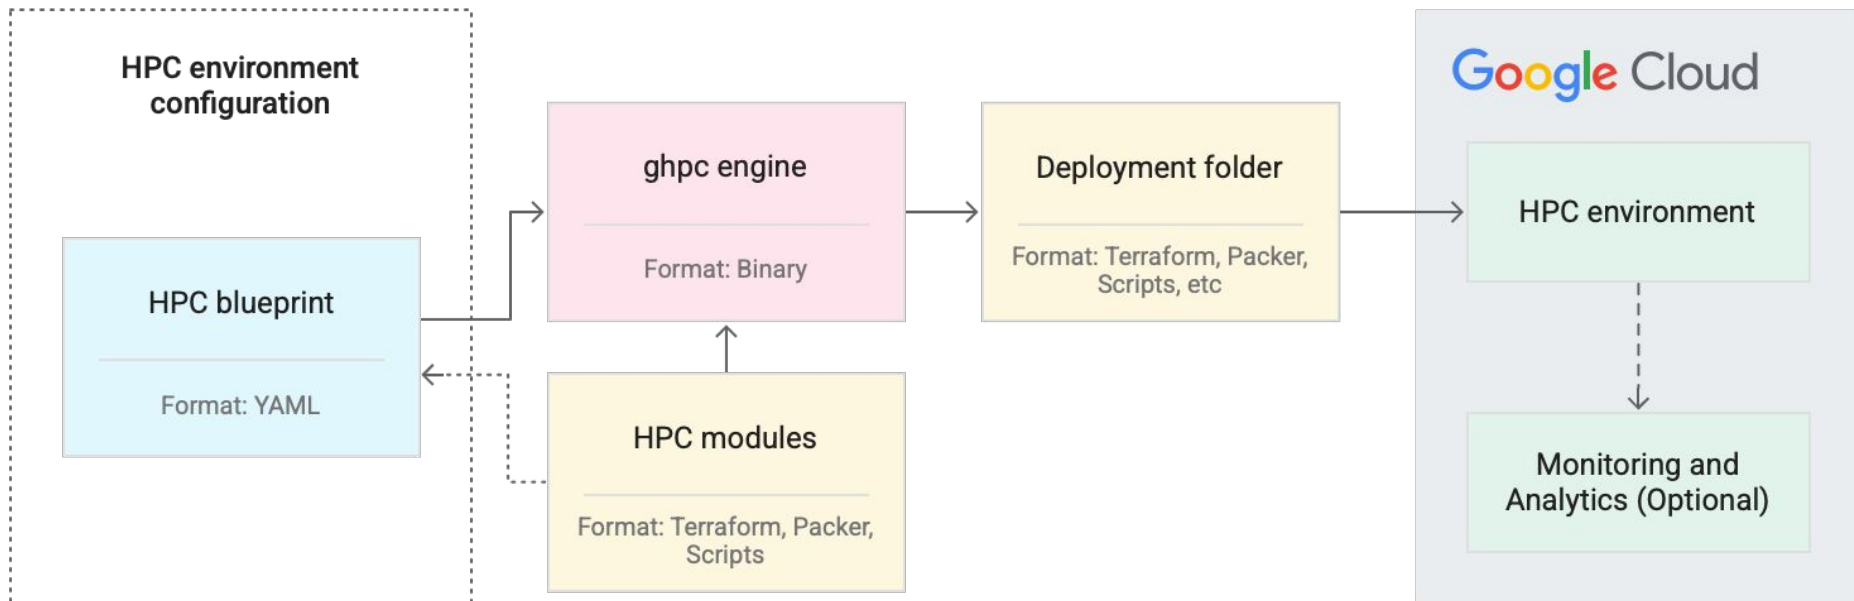 HPC environment
configuration
HPC blueprint
Format: YAML
ghpc engine
Format: Binary
HPC modules
Format: Terraform, Packer,
Scripts
Deployment folder
Format: Terraform, Packer,
Scripts, etc
Google Cloud
HPC environment
Monitoring and
Analytics (Optional)